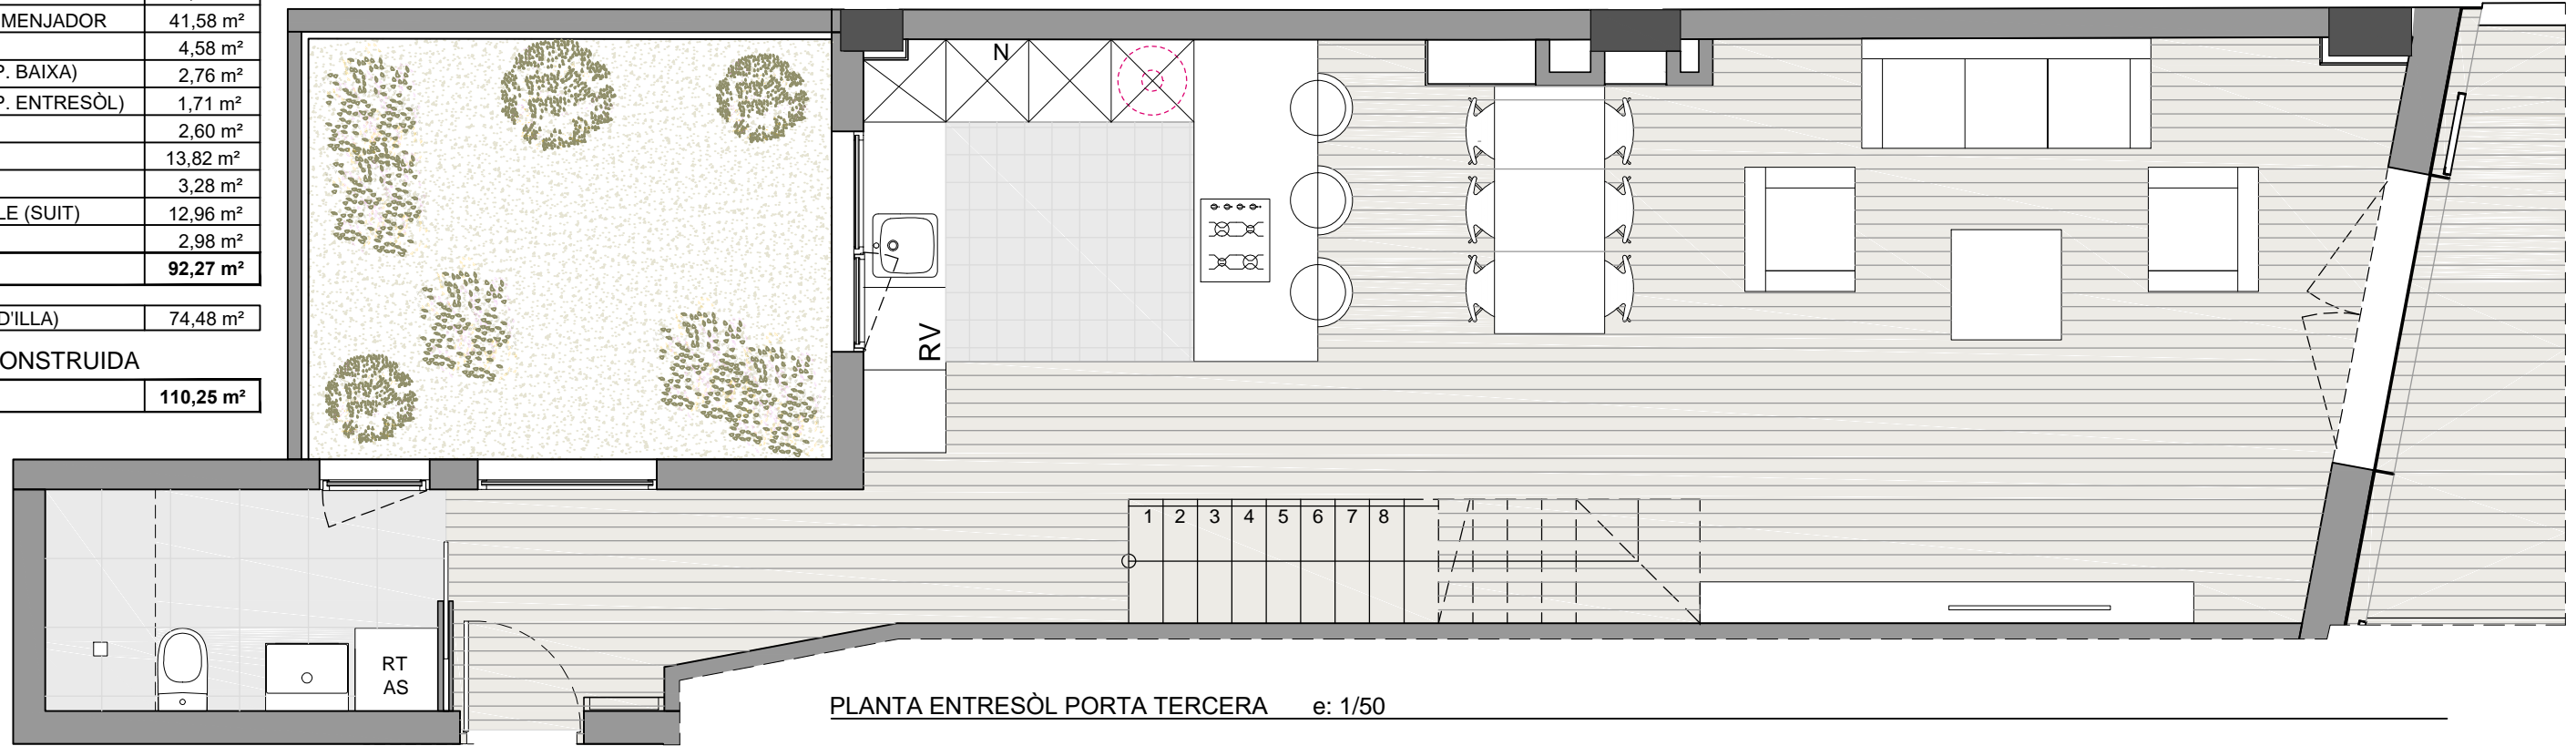 MENJADOR 41,58 m²
4,58 m²
P. BAIXA) 2,76 m²
P. ENTRESÒL) 1,71 m²
2,60 m²
13,82 m²
3,28 m²
LE (SUIT) 12,96 m²
2,98 m²
92,27 m²
D'ILLA) 74,48 m²
ONSTRUIDA
110,25 m²
N
RV
1 2 3 4 5 6 7 8
RT
AS
PLANTA ENTRESÒL PORTA TERCERA e: 1/50